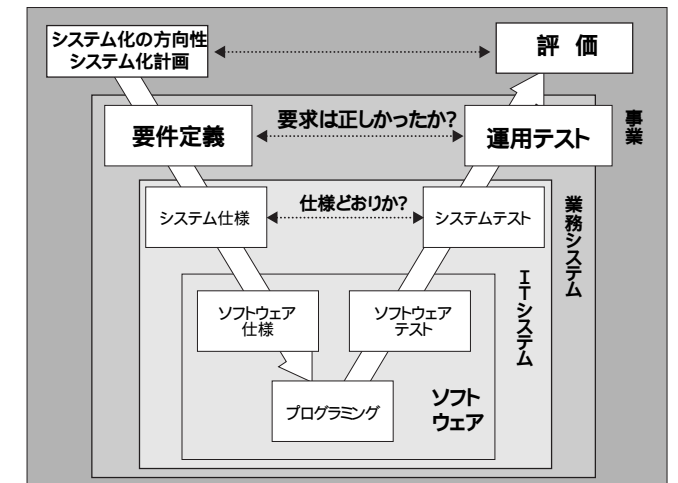 システム化の方向性
システム化計画
評 価
要件定義
要求は正しかったか?
運用テスト
事業
システム仕様
仕様どおりか?
システムテスト
業務システム
ITシステム
ソフトウェア
仕様
ソフトウェア
テスト
プログラミング
ソフト
ウェア